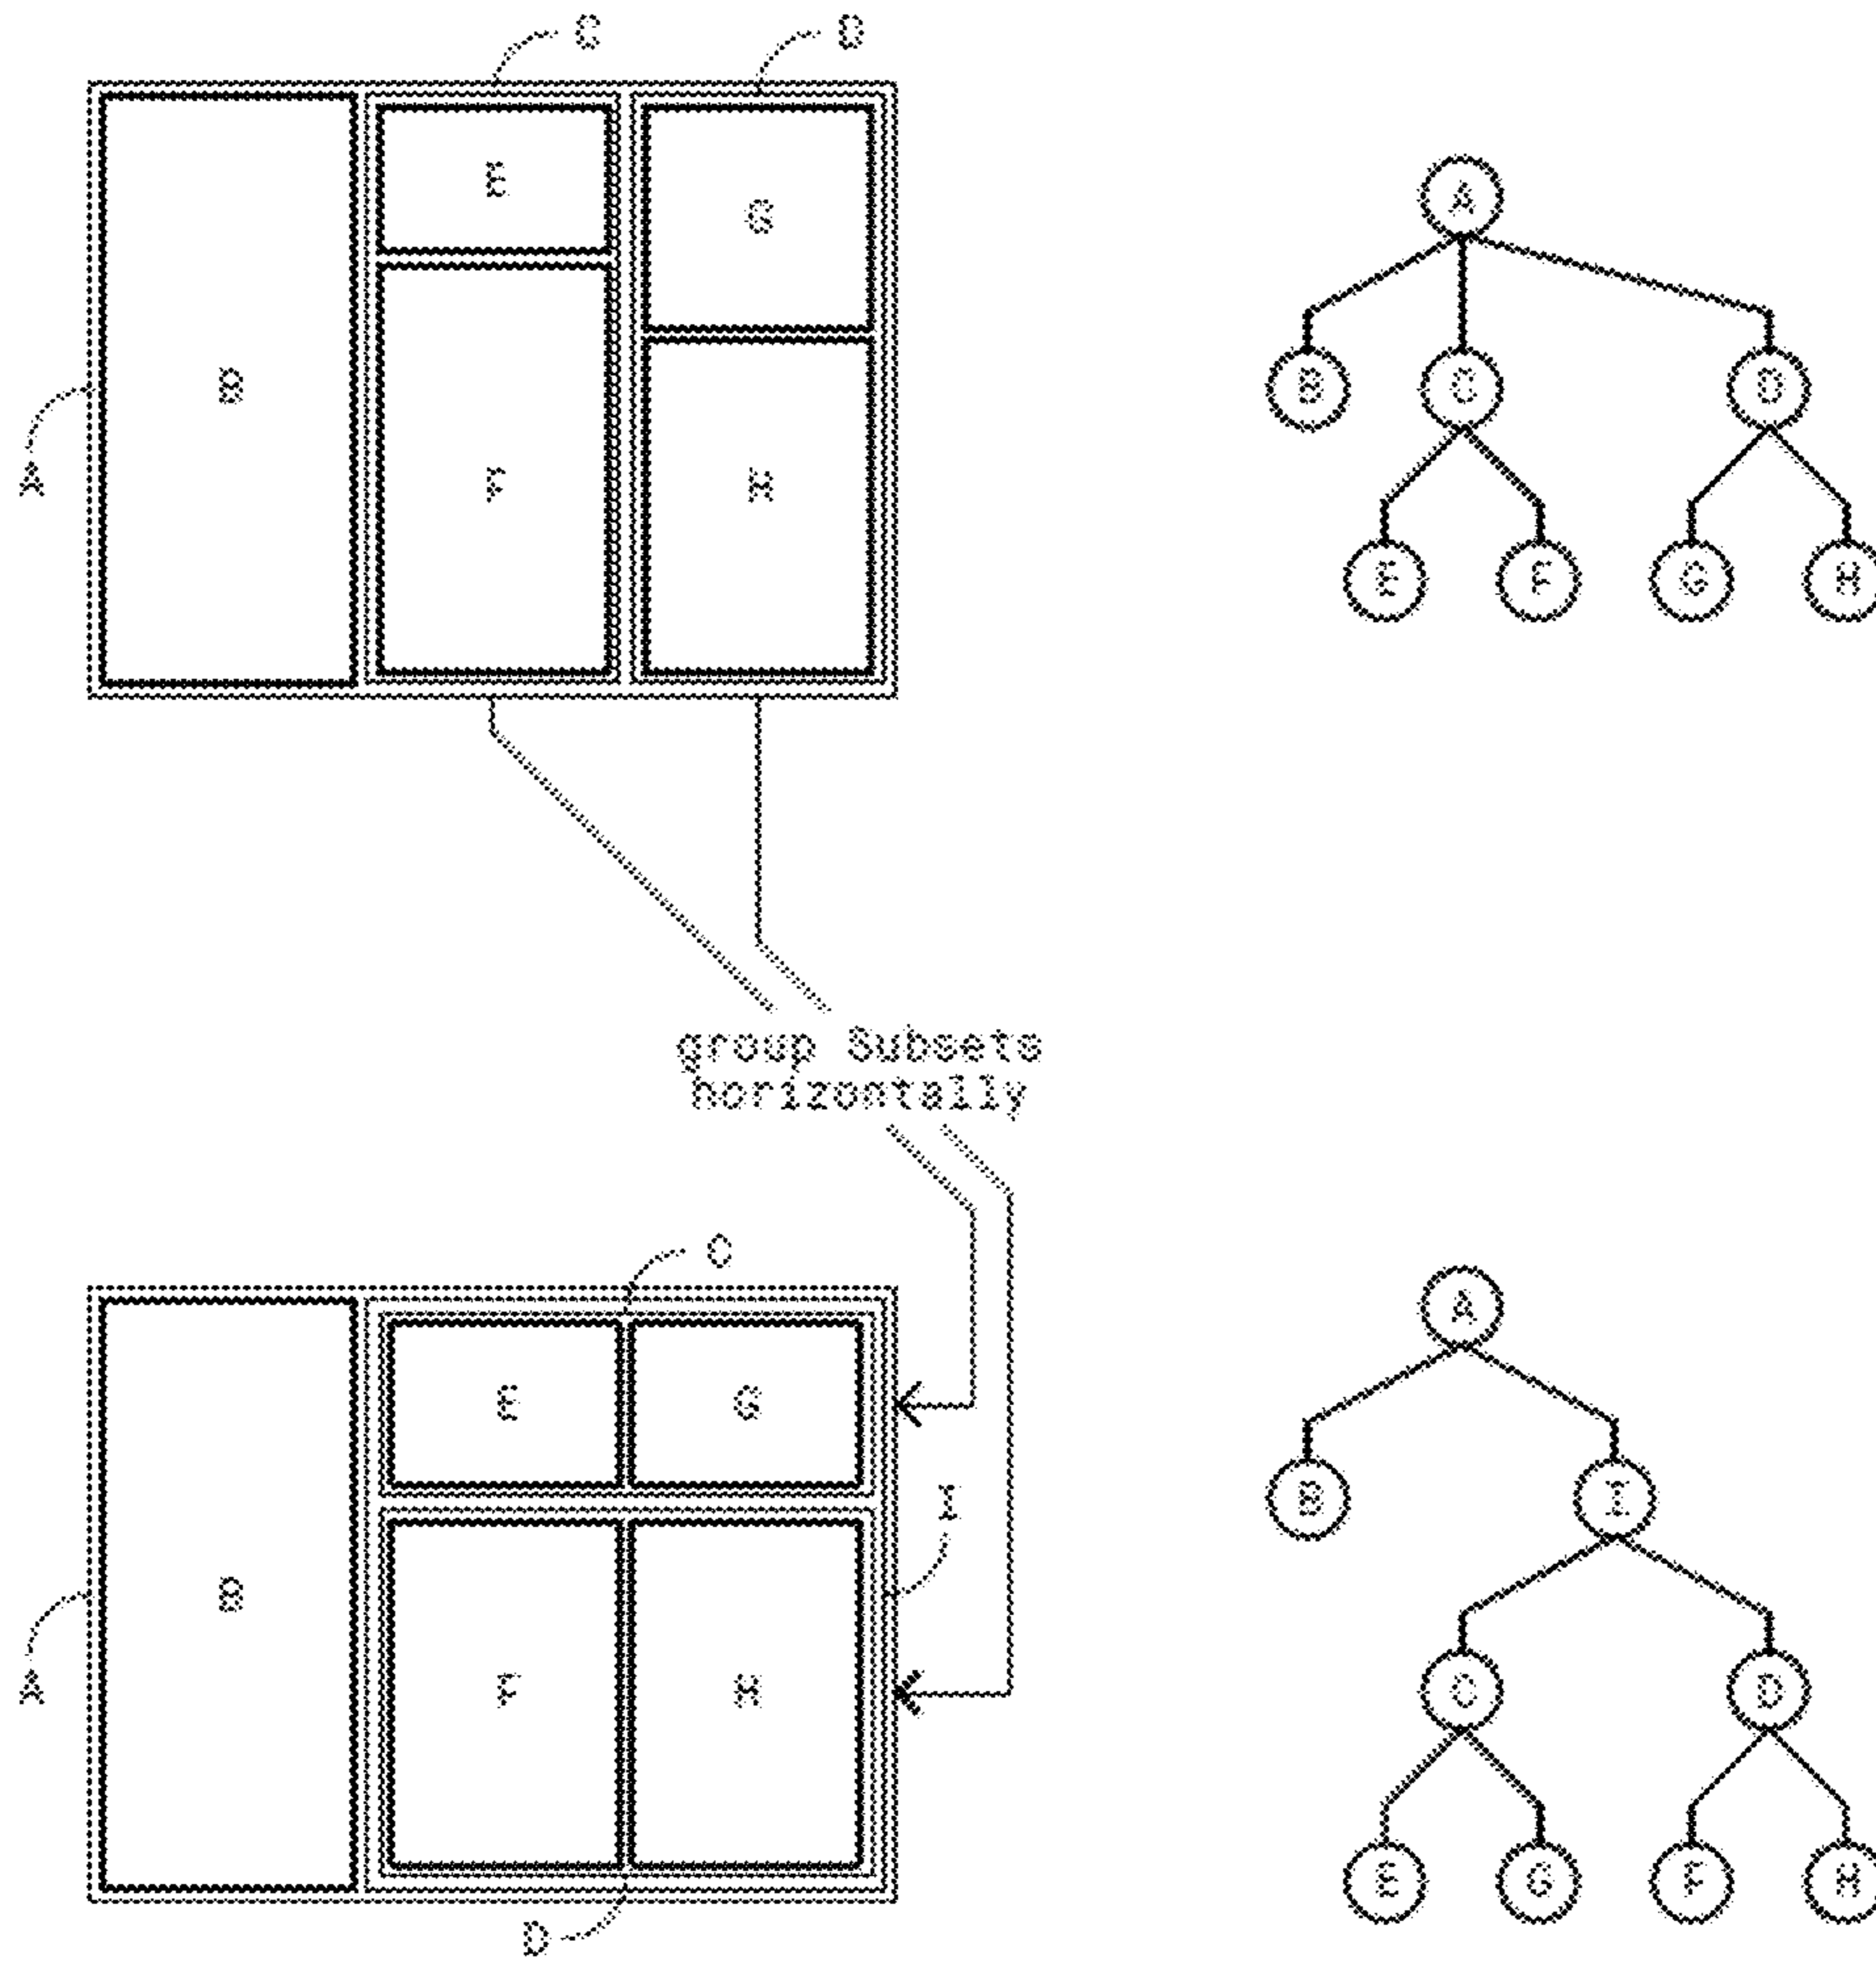 C D
E
G
A
B
A
B C D
F H
E F G H
group Subsets
horizontally
C
A
E G
I
B
B I
F H
A
C D
E G F H
D